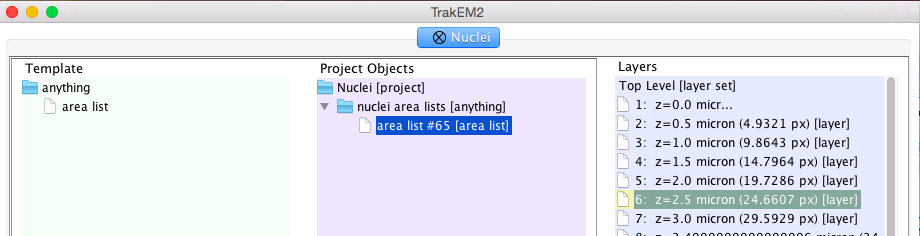 TrakEM2
Nuclei
Template
anything
area list
Project Objects
Nuclei [project]
nuclei area lists [anything]
area list #65 [area list]
Layers
Top Level [layer set]
1: z=0.0 micr...
2: z=0.5 micron (4.9321 px) [layer]
3: z=1.0 micron (9.8643 px) [layer]
4: z=1.5 micron (14.7964 px) [layer]
5: z=2.0 micron (19.7286 px) [layer]
6: z=2.5 micron (24.6607 px) [layer]
7: z=3.0 micron (29.5929 px) [layer]